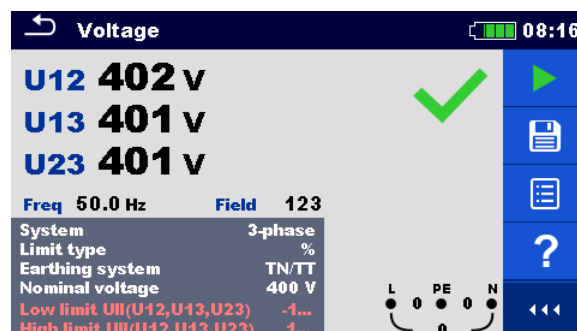 Voltage 08:16
U12 402 V
U13 401 V
U23 401 V
Freq 50.0 Hz Field 123
System 3-phase
Limit type %
Earthing system TN/TT
Nominal voltage 400 V
Low limit Ull(U12,U13,U23) -1...
High limit Ull(U12,U13,U23) 1...
?
L PE N
0 0
0